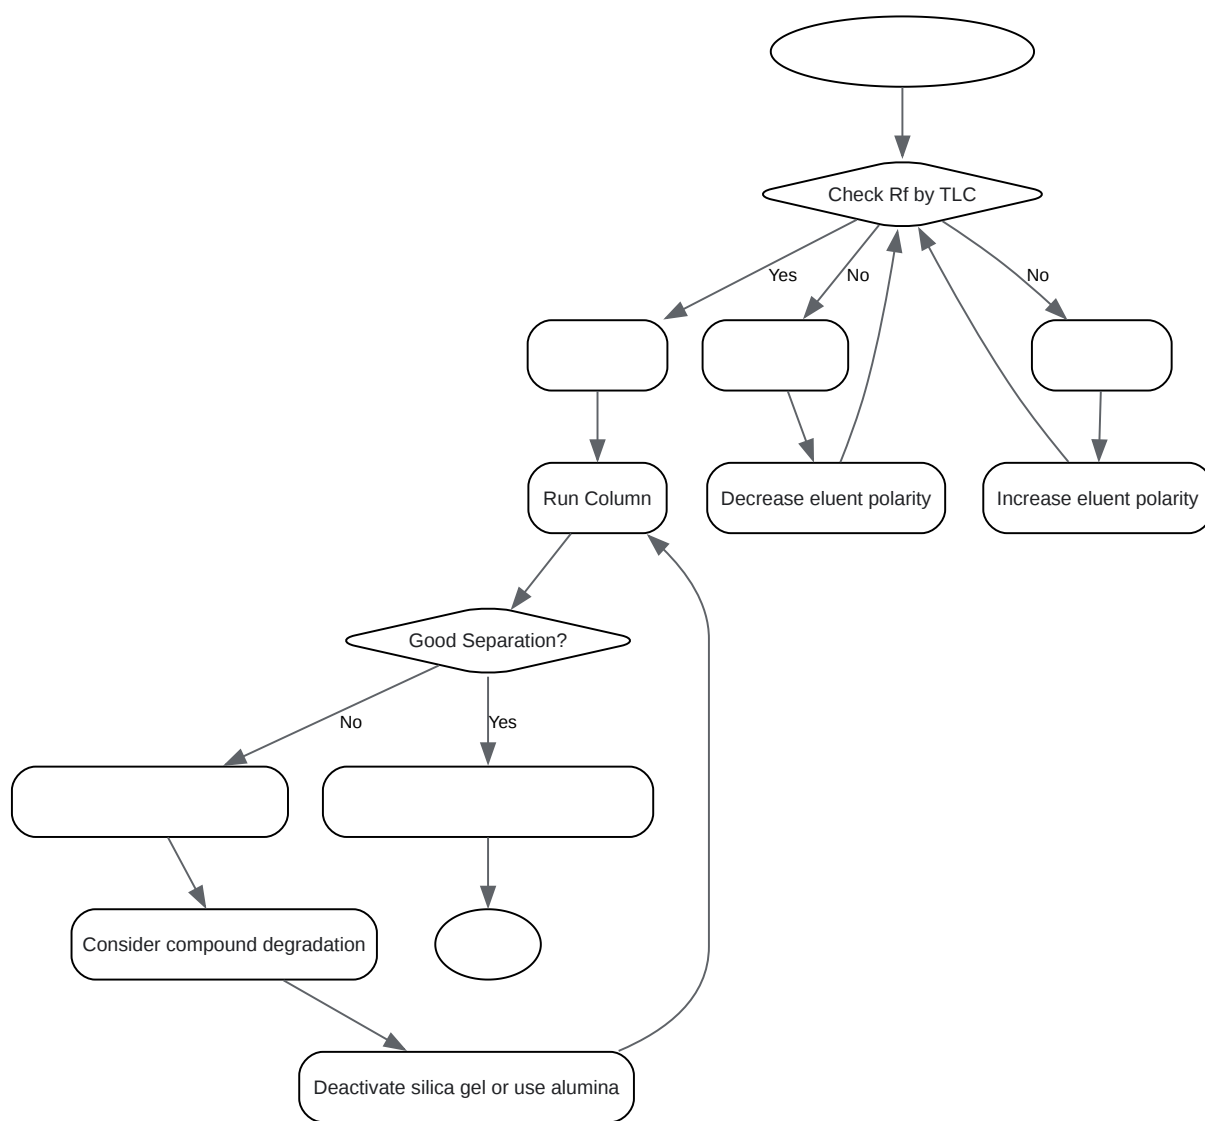 Check Rf by TLC
Yes
No
No
Run Column
Decrease eluent polarity
Increase eluent polarity
Good Separation?
No
Yes
Consider compound degradation
Deactivate silica gel or use alumina